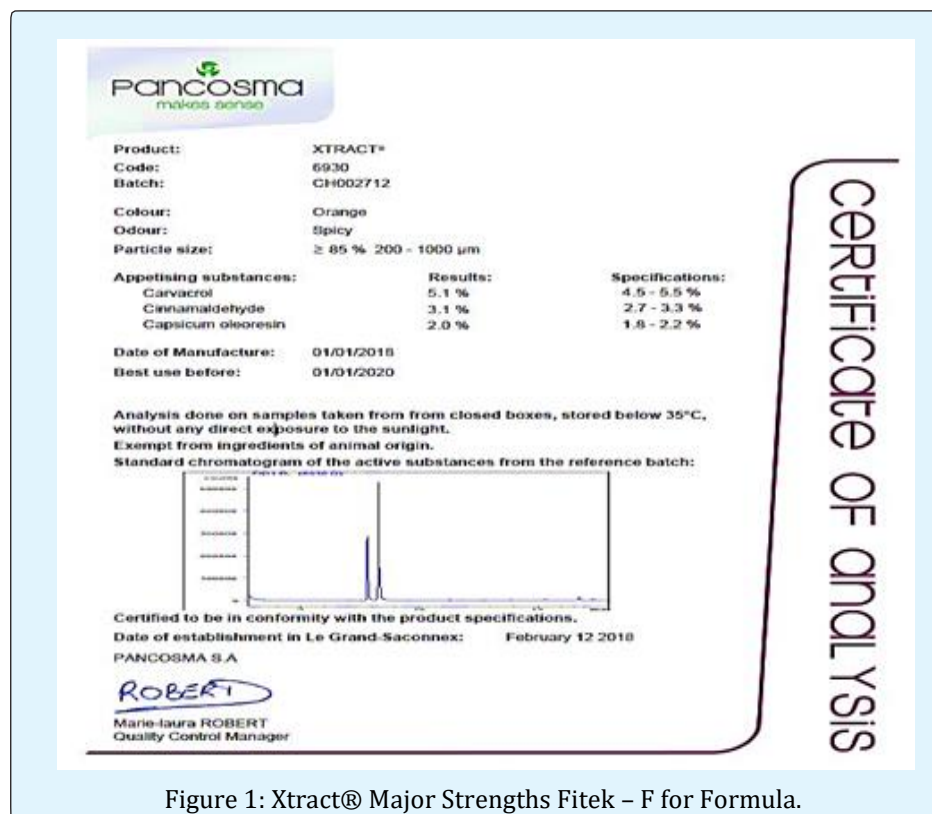 Pancosma
makes sense
Product: XTRACT®
Code: 6930
Batch: CH002712
Colour: Orange
Odour: Spicy
Particle size: ≥ 85 % 200 - 1000 µm
Appetising substances: Results: Specifications:
Carvacrol 5.1 % 4.5 - 5.5 %
Cinnamaldehyde 3.1 % 2.7 - 3.3 %
Capsicum oleoresin 2.0 % 1.8 - 2.2 %
Date of Manufacture: 01/01/2018
Best use before: 01/01/2020
Analysis done on samples taken from from closed boxes, stored below 35°C,
without any direct exposure to the sunlight.
Exempt from ingredients of animal origin.
Standard chromatogram of the active substances from the reference batch:
Certified to be in conformity with the product specifications.
Date of establishment in Le Grand-Saconnex: February 12 2018
PANCOSMA S.A
ROBERT
Marie-laura ROBERT
Quality Control Manager
CERTIFICATE OF ANALYSIS
Figure 1: Xtract® Major Strengths Fitek – F for Formula.